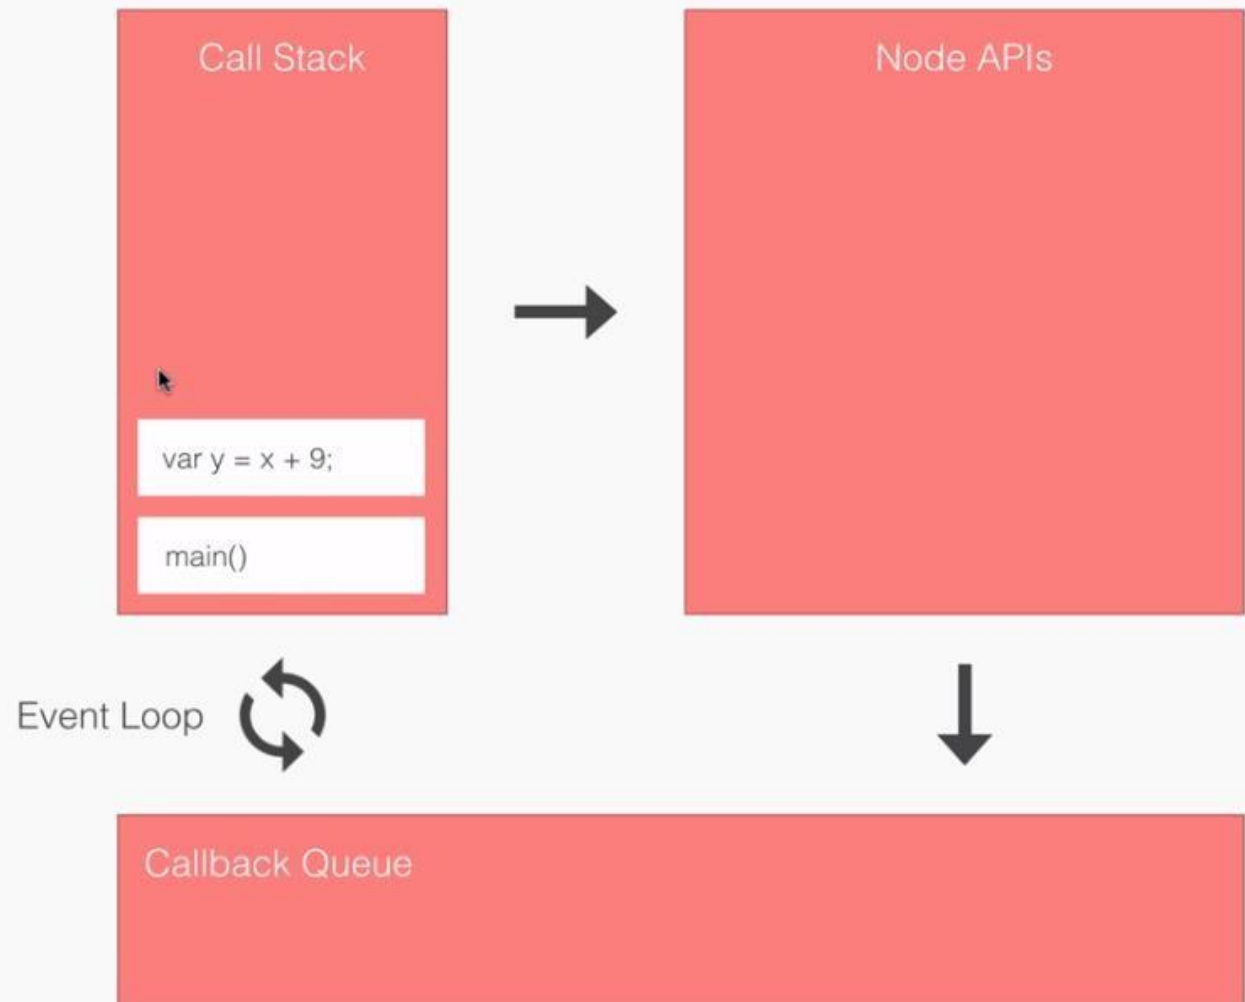 Call Stack
Node APIs
var y = x + 9;
main()
Event Loop
Callback Queue